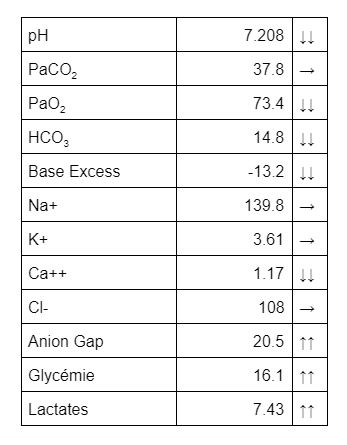 pH 7.208 ↓↓
PaCO₂ 37.8 →
PaO₂ 73.4 ↓↓
HCO₃ 14.8 ↓↓
Base Excess -13.2 ↓↓
Na+ 139.8 →
K+ 3.61 →
Ca++ 1.17 ↓↓
Cl- 108 →
Anion Gap 20.5 ↑↑
Glycémie 16.1 ↑↑
Lactates 7.43 ↑↑